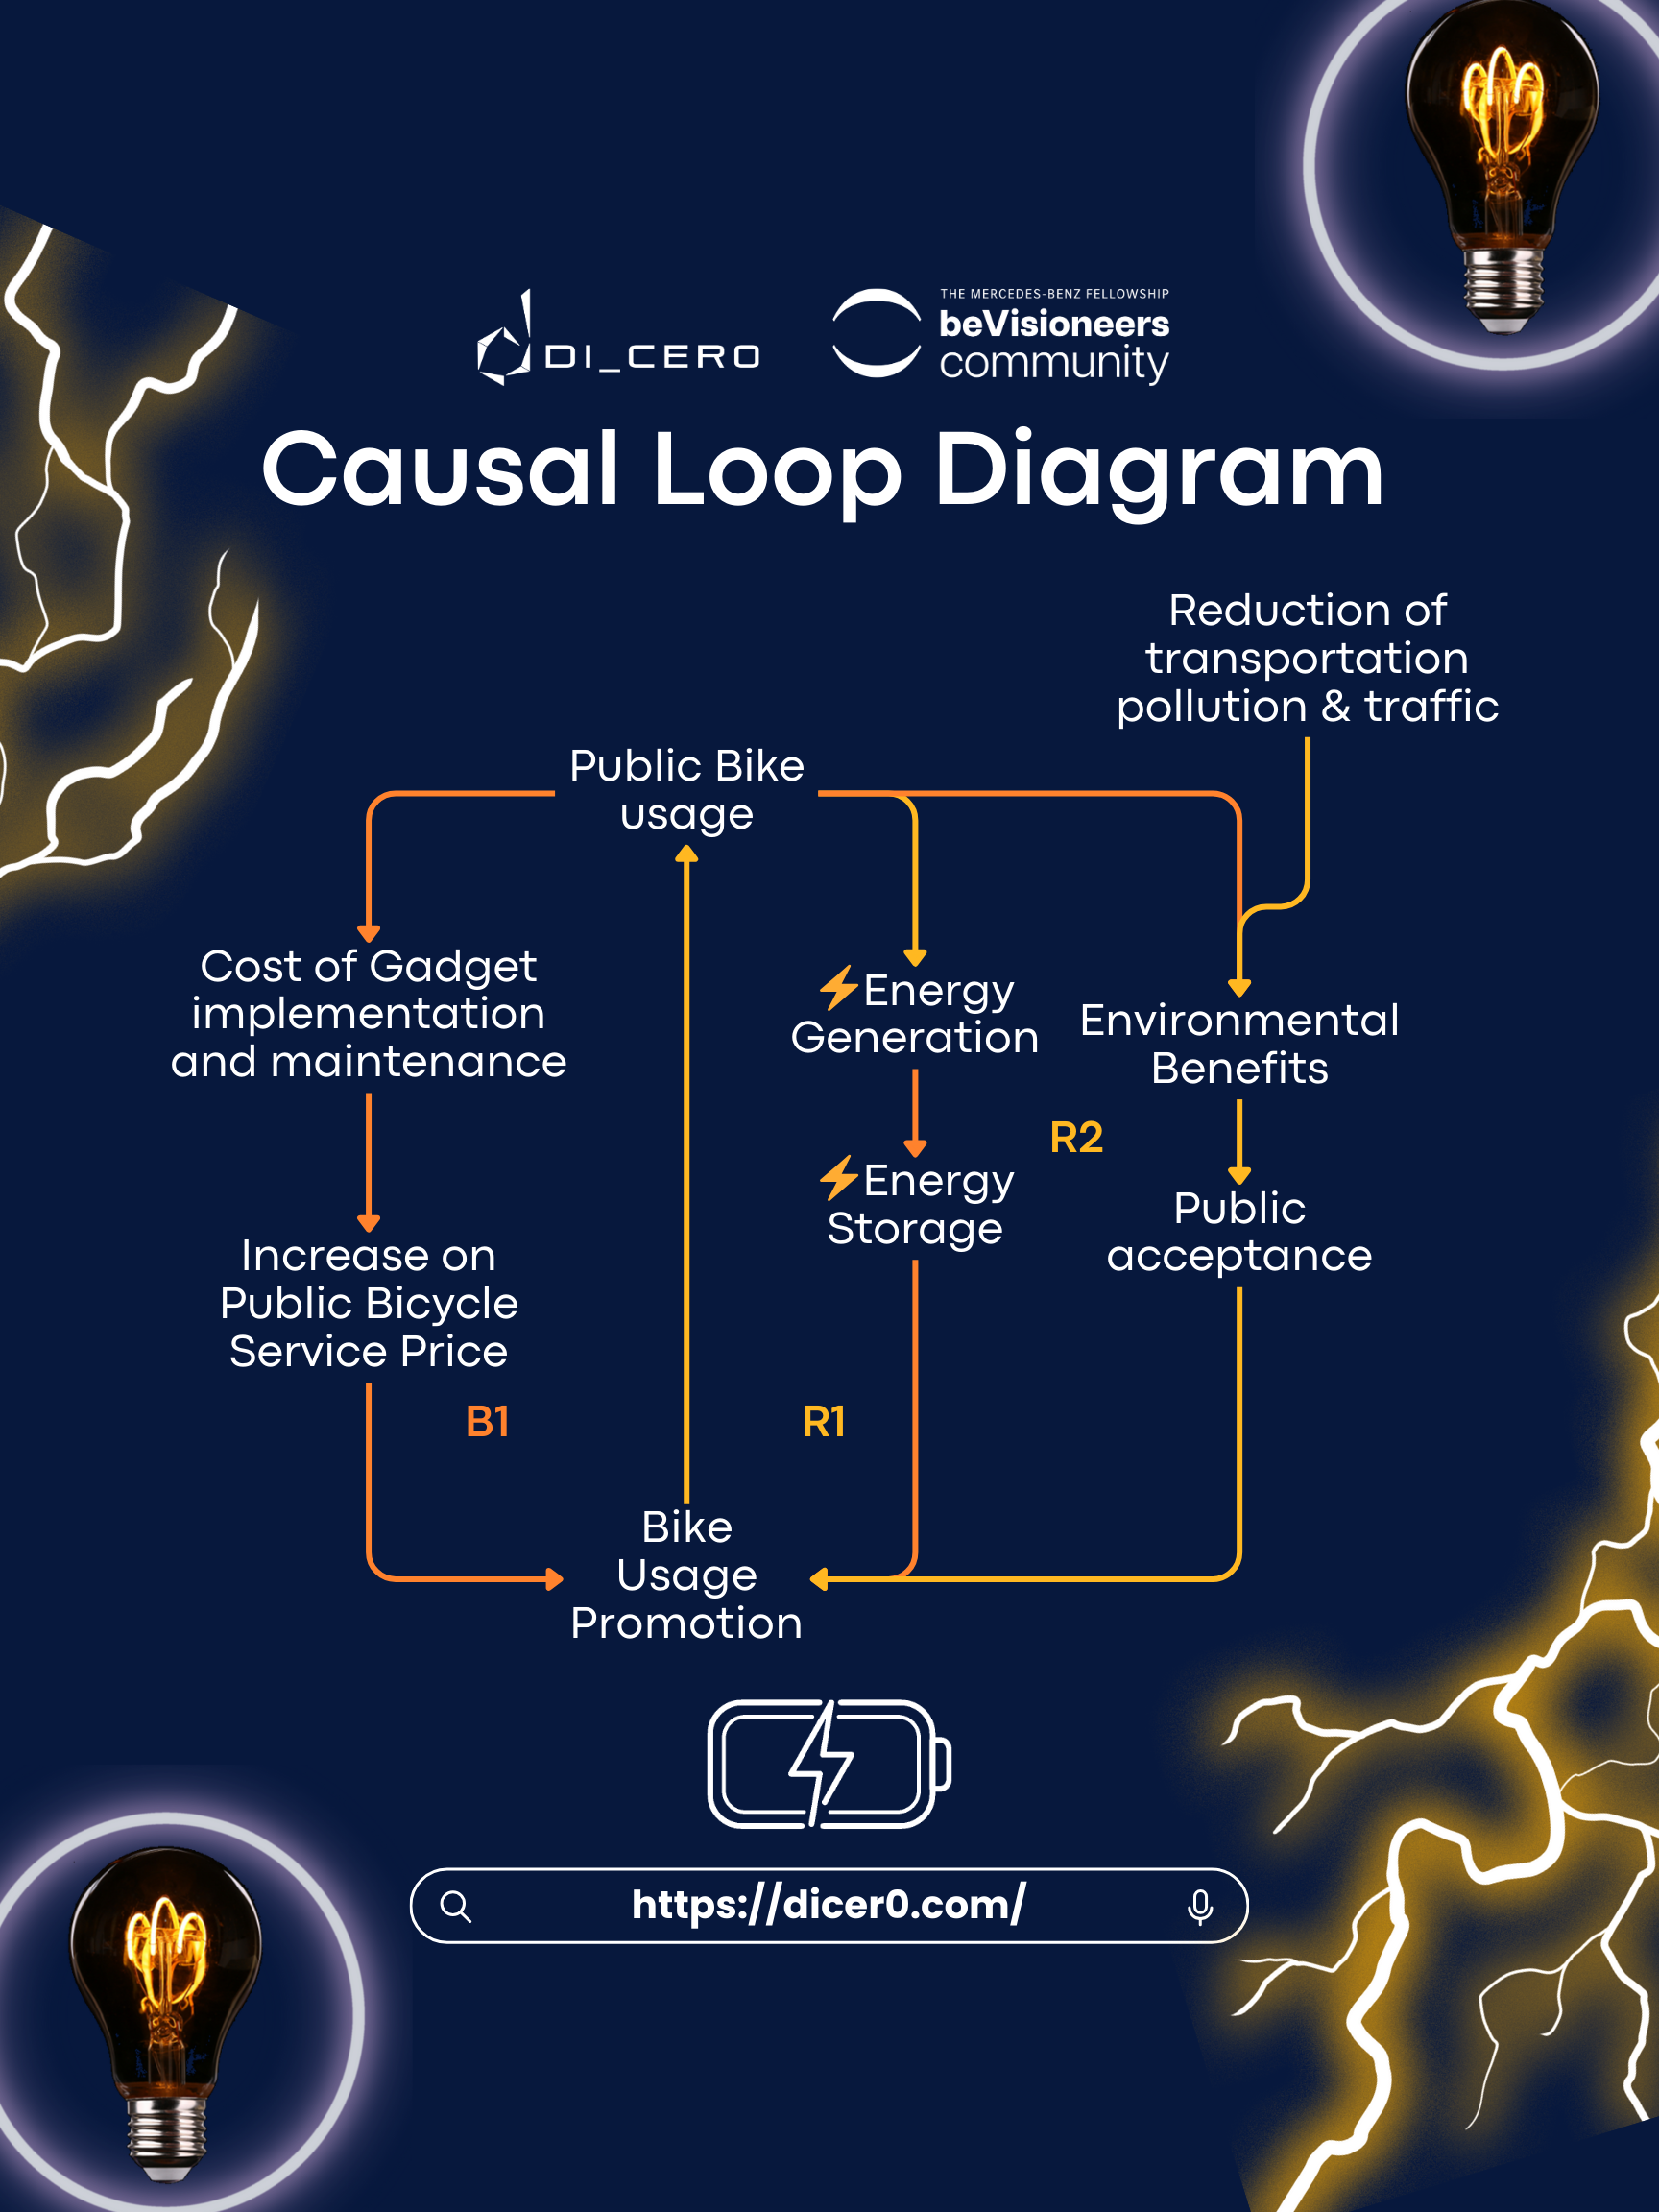 DI_CERO
THE MERCEDES-BENZ FELLOWSHIP
beVisioneers
community
Causal Loop Diagram
Reduction of
transportation
pollution & traffic
Public Bike
usage
Cost of Gadget
implementation
and maintenance
⚡Energy
Generation
Environmental
Benefits
R2
⚡Energy
Storage
Public
acceptance
Increase on
Public Bicycle
Service Price
B1
R1
Bike
Usage
Promotion
https://dicer0.com/